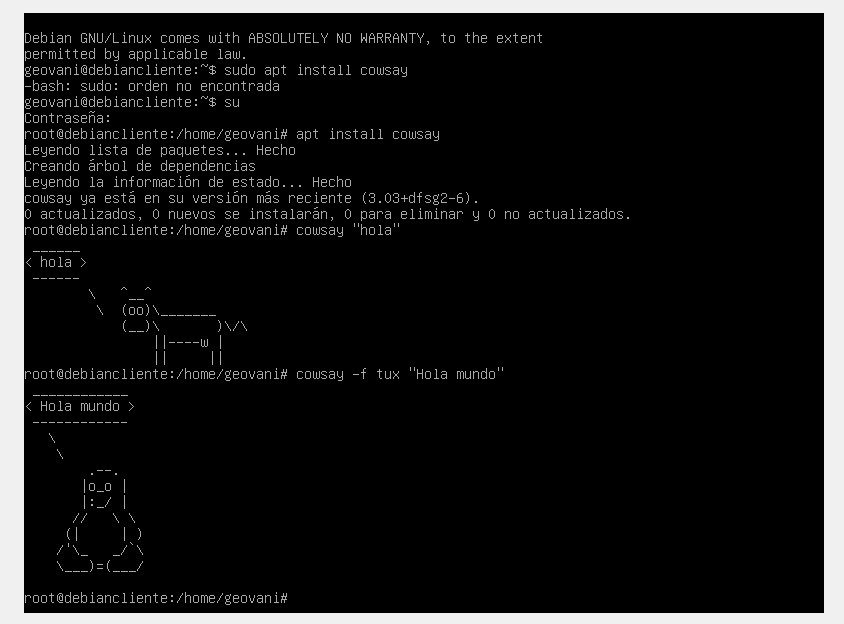 Debian GNU/Linux comes with ABSOLUTELY NO WARRANTY, to the extent
permitted by applicable law.
geovani@debiancliente:~$ sudo apt install cowsay
-bash: sudo: orden no encontrada
geovani@debiancliente:~$ su
Contraseña:
root@debiancliente:/home/geovani# apt install cowsay
Leyendo lista de paquetes... Hecho
Creando árbol de dependencias
Leyendo la información de estado... Hecho
cowsay ya está en su versión más reciente (3.03+dfsg2-6).
0 actualizados, 0 nuevos se instalarán, 0 para eliminar y 0 no actualizados.
root@debiancliente:/home/geovani# cowsay "hola"
 ______
< hola >
 ------
        \   ^__^
         \  (oo)\_______
            (__)\       )\/\
                ||----w |
                ||     ||
root@debiancliente:/home/geovani# cowsay -f tux "Hola mundo"
 ____________
< Hola mundo >
 ------------
   \
    \
        .--.
       |o_o |
       |:_/ |
      //   \ \
     (|     | )
    /'\_   _/`\
    \___)=(___/

root@debiancliente:/home/geovani#